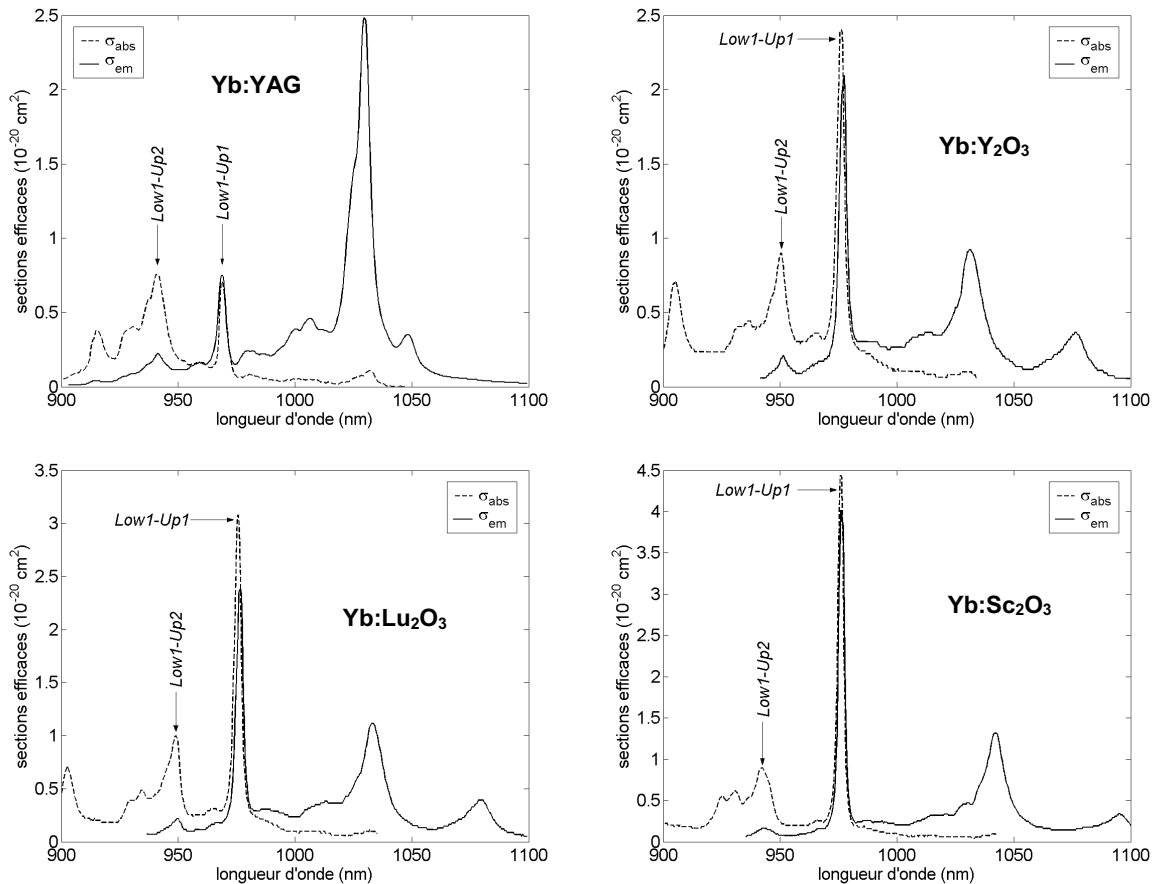 2.5
2
1.5
1
0.5
0
900
950
1000
1050
1100
sections efficaces (10⁻²⁰ cm²)
longueur d'onde (nm)
σabs
σem
Yb:YAG
Low1-Up2
Low1-Up1
2.5
2
1.5
1
0.5
0
900
950
1000
1050
1100
sections efficaces (10⁻²⁰ cm²)
longueur d'onde (nm)
Low1-Up1
σabs
σem
Yb:Y₂O₃
Low1-Up2
3.5
3
2.5
2
1.5
1
0.5
0
900
950
1000
1050
1100
sections efficaces (10⁻²⁰ cm²)
longueur d'onde (nm)
σabs
σem
Low1-Up1
Yb:Lu₂O₃
Low1-Up2
4.5
4
3.5
3
2.5
2
1.5
1
0.5
0
900
950
1000
1050
1100
sections efficaces (10⁻²⁰ cm²)
longueur d'onde (nm)
Low1-Up1
σabs
σem
Yb:Sc₂O₃
Low1-Up2